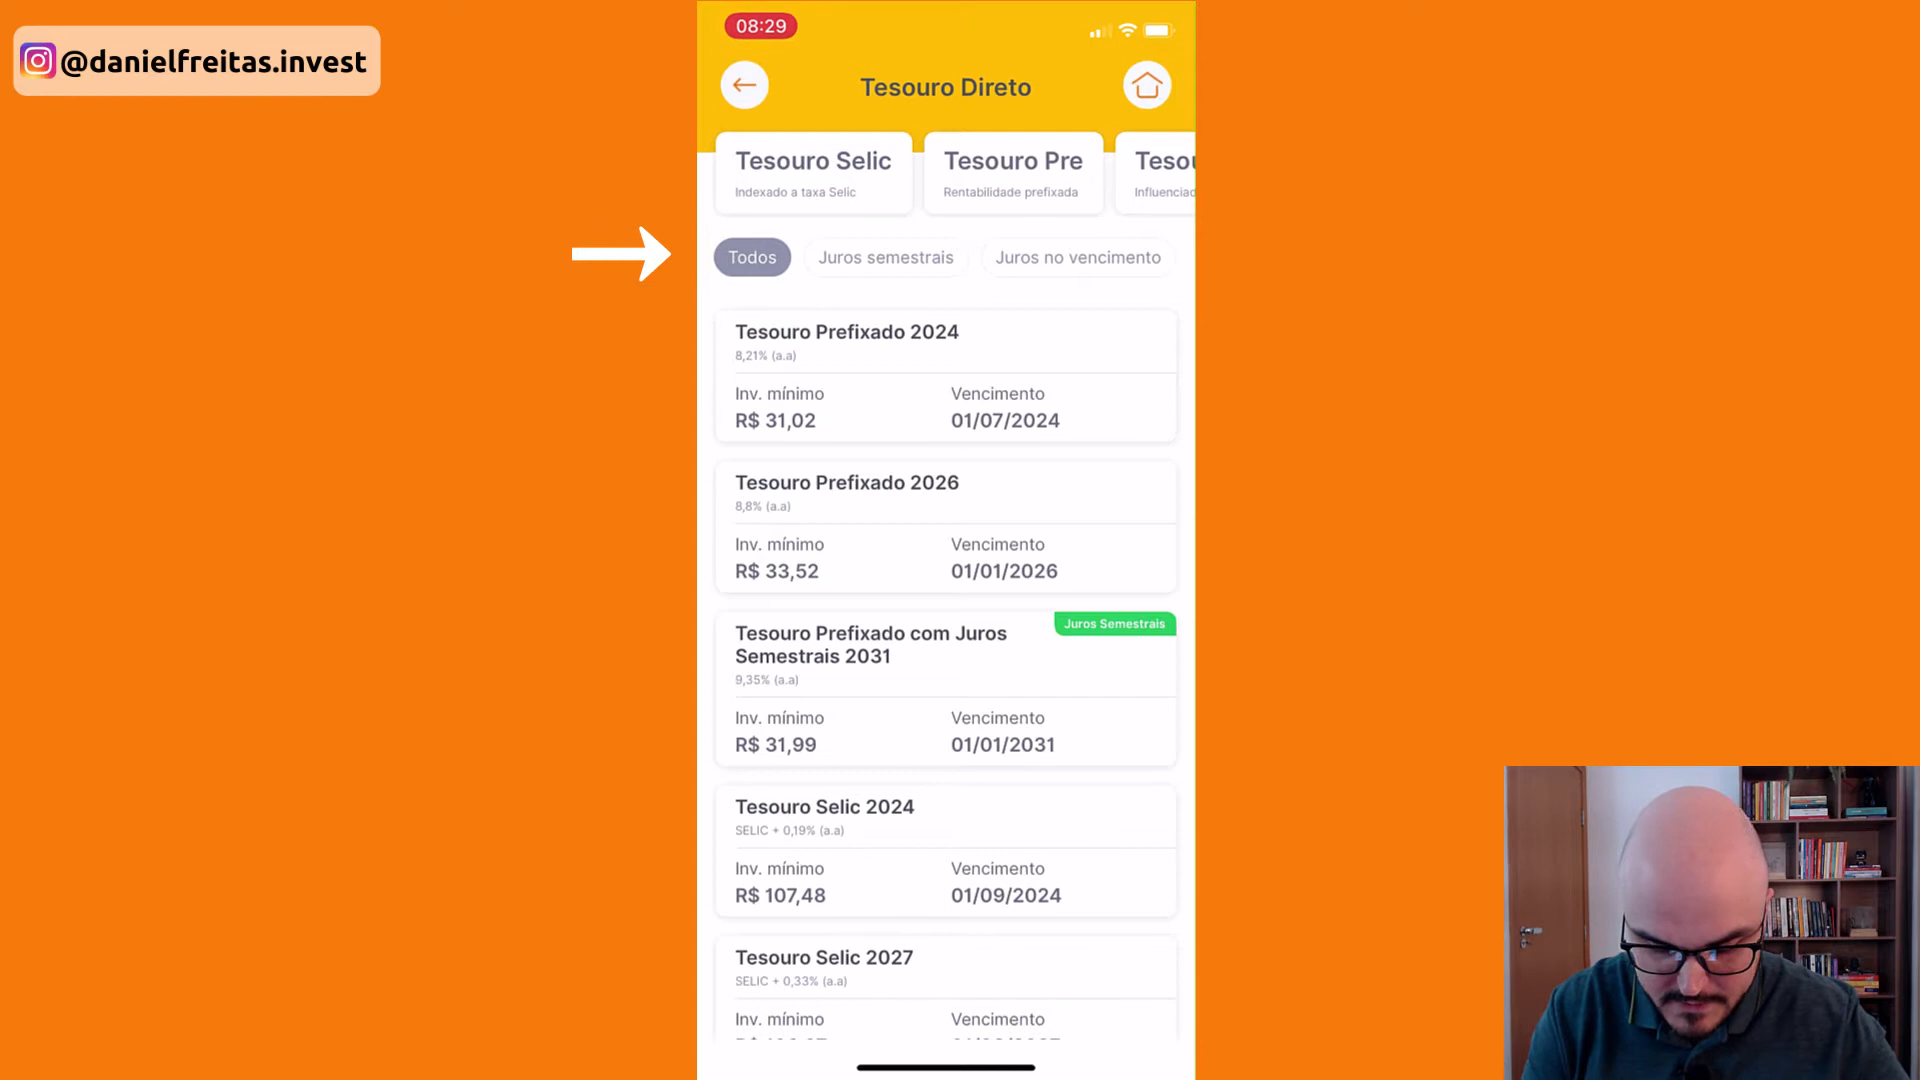 @danielfreitas.invest
08:29
Tesouro Direto
Tesouro Selic
Indexado a taxa Selic
Tesouro Pre
Rentabilidade prefixada
Tesou
Influenciad
Todos
Juros semestrais
Juros no vencimento
Tesouro Prefixado 2024
8,21% (a.a)
Inv. mínimo
Vencimento
R$ 31,02
01/07/2024
Tesouro Prefixado 2026
8,8% (a.a)
Inv. mínimo
Vencimento
R$ 33,52
01/01/2026
Juros Semestrais
Tesouro Prefixado com Juros
Semestrais 2031
9,35% (a.a)
Inv. mínimo
Vencimento
R$ 31,99
01/01/2031
Tesouro Selic 2024
SELIC + 0,19% (a.a)
Inv. mínimo
Vencimento
R$ 107,48
01/09/2024
Tesouro Selic 2027
SELIC + 0,33% (a.a)
Inv. mínimo
Vencimento